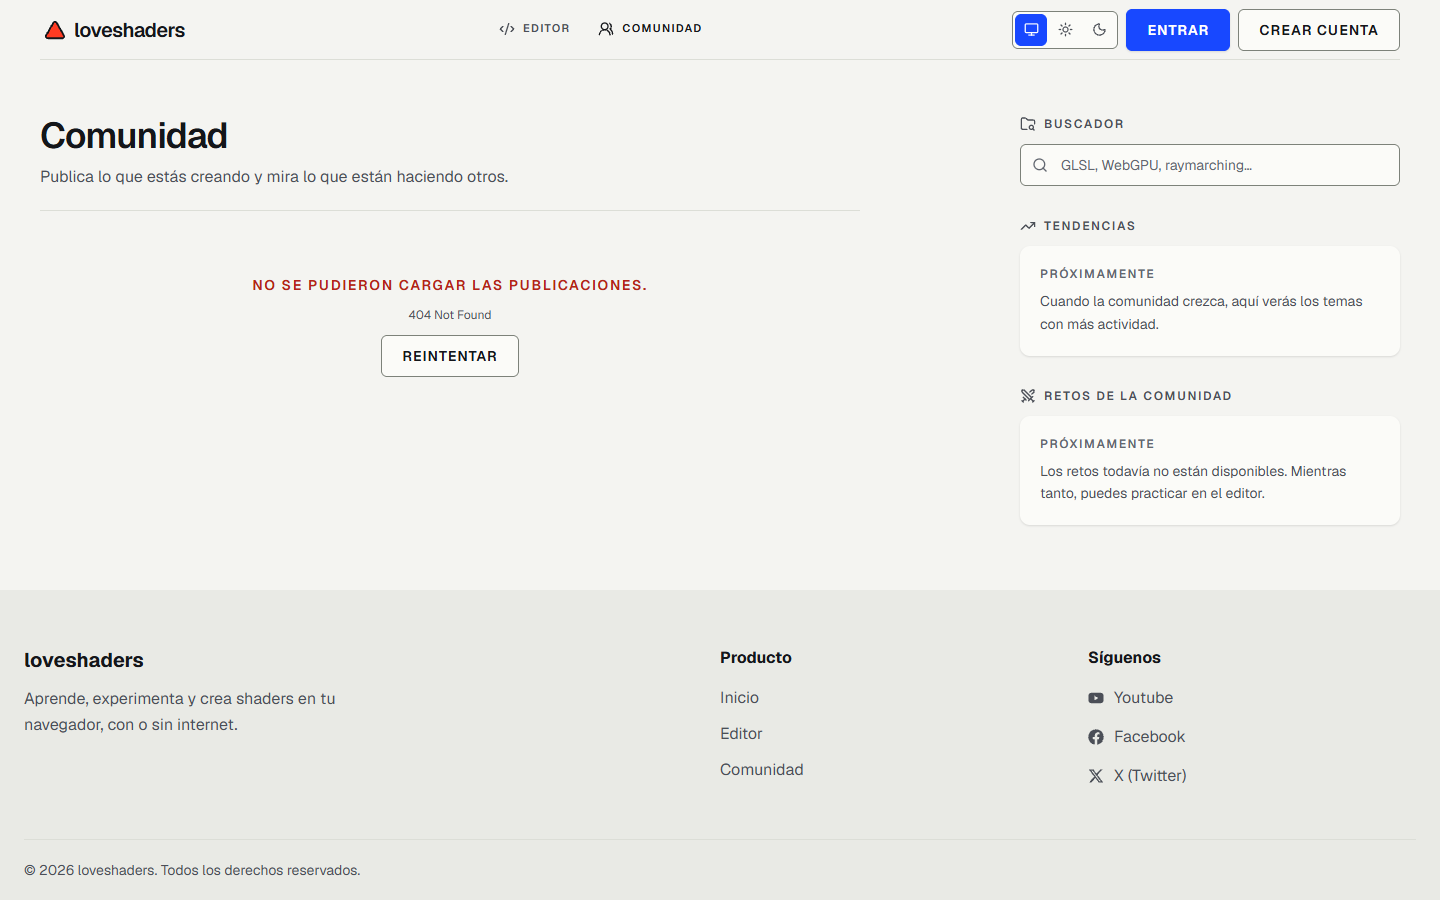 loveshaders
EDITOR
COMUNIDAD
ENTRAR
CREAR CUENTA
Comunidad
Publica lo que estás creando y mira lo que están haciendo otros.
NO SE PUDIERON CARGAR LAS PUBLICACIONES.
404 Not Found
REINTENTAR
BUSCADOR
GLSL, WebGPU, raymarching…
TENDENCIAS
PRÓXIMAMENTE
Cuando la comunidad crezca, aquí verás los temas
con más actividad.
RETOS DE LA COMUNIDAD
PRÓXIMAMENTE
Los retos todavía no están disponibles. Mientras
tanto, puedes practicar en el editor.
loveshaders
Aprende, experimenta y crea shaders en tu
navegador, con o sin internet.
Producto
Inicio
Editor
Comunidad
Síguenos
Youtube
Facebook
X (Twitter)
© 2026 loveshaders. Todos los derechos reservados.